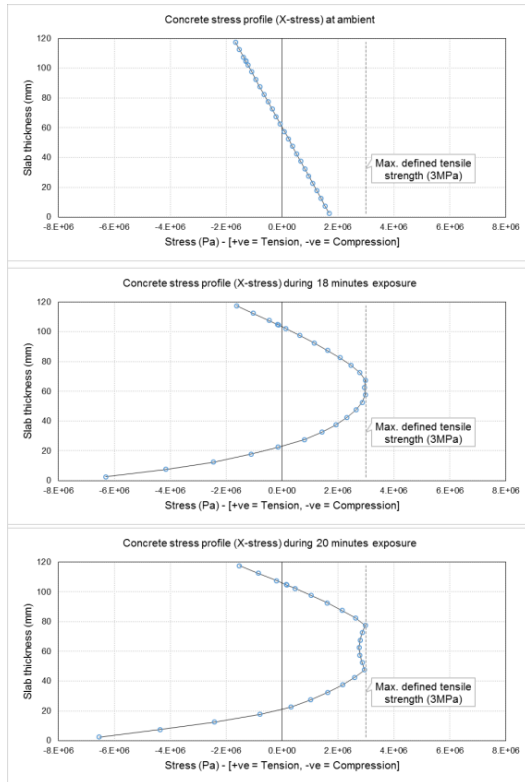 Concrete stress profile (X-stress) at ambient
120
100
80
60
40
20
0
Slab thickness (mm)
Max. defined tensile
strength (3MPa)
-8.E+06 -6.E+06 -4.E+06 -2.E+06 0.E+00 2.E+06 4.E+06 6.E+06 8.E+06
Stress (Pa) - [+ve = Tension, -ve = Compression]
Concrete stress profile (X-stress) during 18 minutes exposure
120
100
80
60
40
20
0
Slab thickness (mm)
Max. defined tensile
strength (3MPa)
-8.E+06 -6.E+06 -4.E+06 -2.E+06 0.E+00 2.E+06 4.E+06 6.E+06 8.E+06
Stress (Pa) - [+ve = Tension, -ve = Compression]
Concrete stress profile (X-stress) during 20 minutes exposure
120
100
80
60
40
20
0
Slab thickness (mm)
Max. defined tensile
strength (3MPa)
-8.E+06 -6.E+06 -4.E+06 -2.E+06 0.E+00 2.E+06 4.E+06 6.E+06 8.E+06
Stress (Pa) - [+ve = Tension, -ve = Compression]